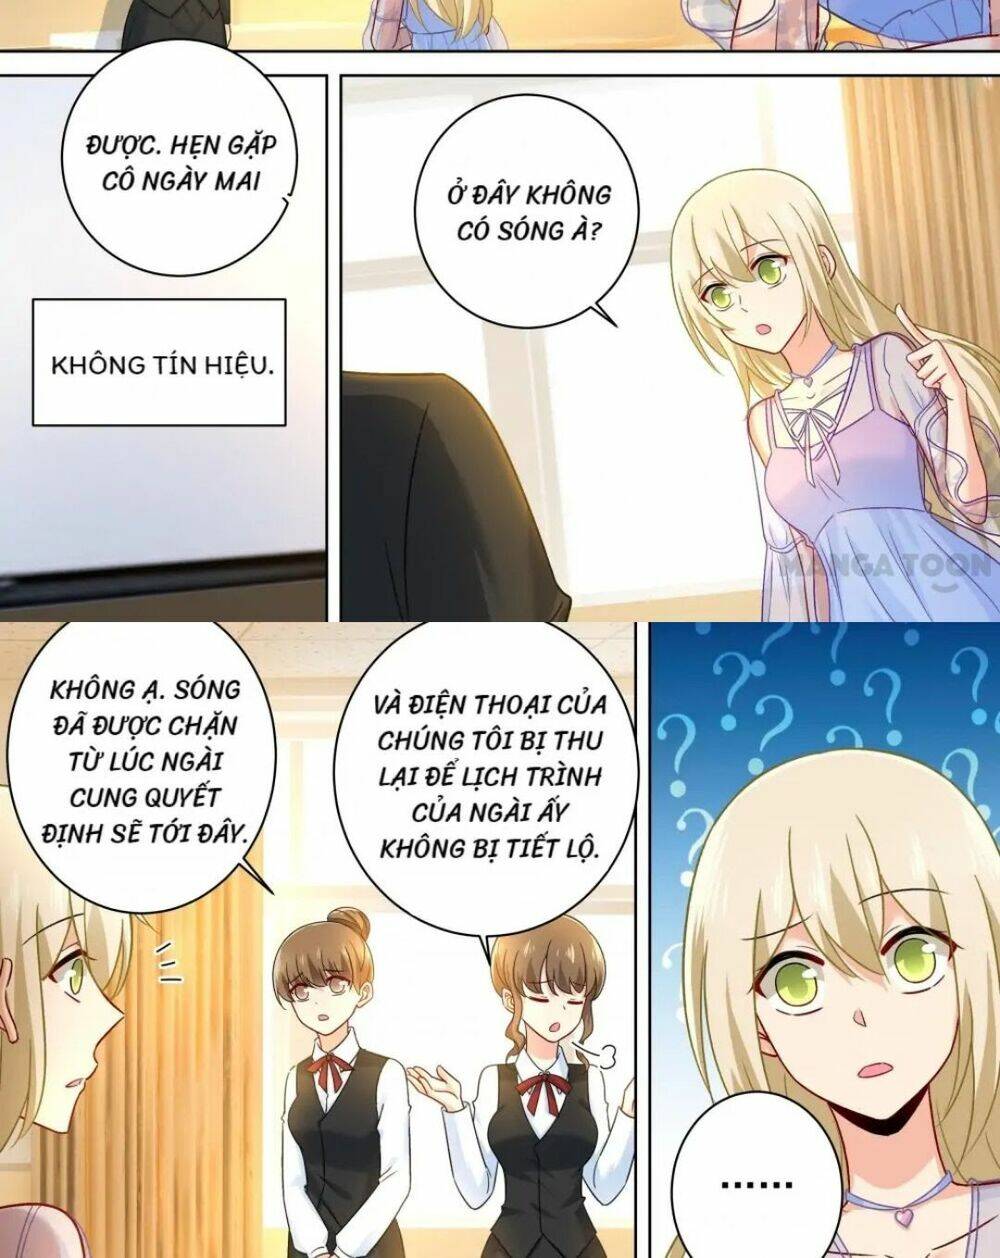 ĐƯỢC. HẸN GẶP
CÔ NGÀY MAI
KHÔNG TÍN HIỆU.
Ở ĐÂY KHÔNG
CÓ SÓNG À?
MANGA TOON
KHÔNG Ạ. SÓNG
ĐÃ ĐƯỢC CHẶN
TỪ LÚC NGÀI
CUNG QUYẾT
ĐỊNH SẼ TỚI ĐÂY.
VÀ ĐIỆN THOẠI CỦA
CHÚNG TÔI BỊ THU
LẠI ĐỂ LỊCH TRÌNH
CỦA NGÀI ẤY
KHÔNG BỊ TIẾT LỘ.
? ? ? ? ? ? ? ? ? ? ? ?
......